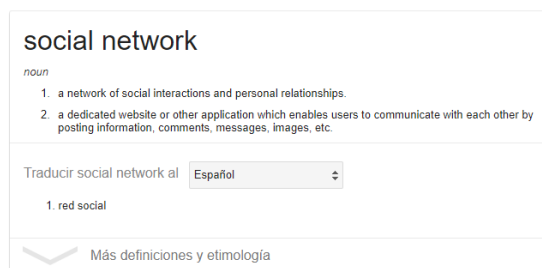 social network
noun
1. a network of social interactions and personal relationships.
2. a dedicated website or other application which enables users to communicate with each other by
posting information, comments, messages, images, etc.
Traducir social network al Español
1. red social
Más definiciones y etimología